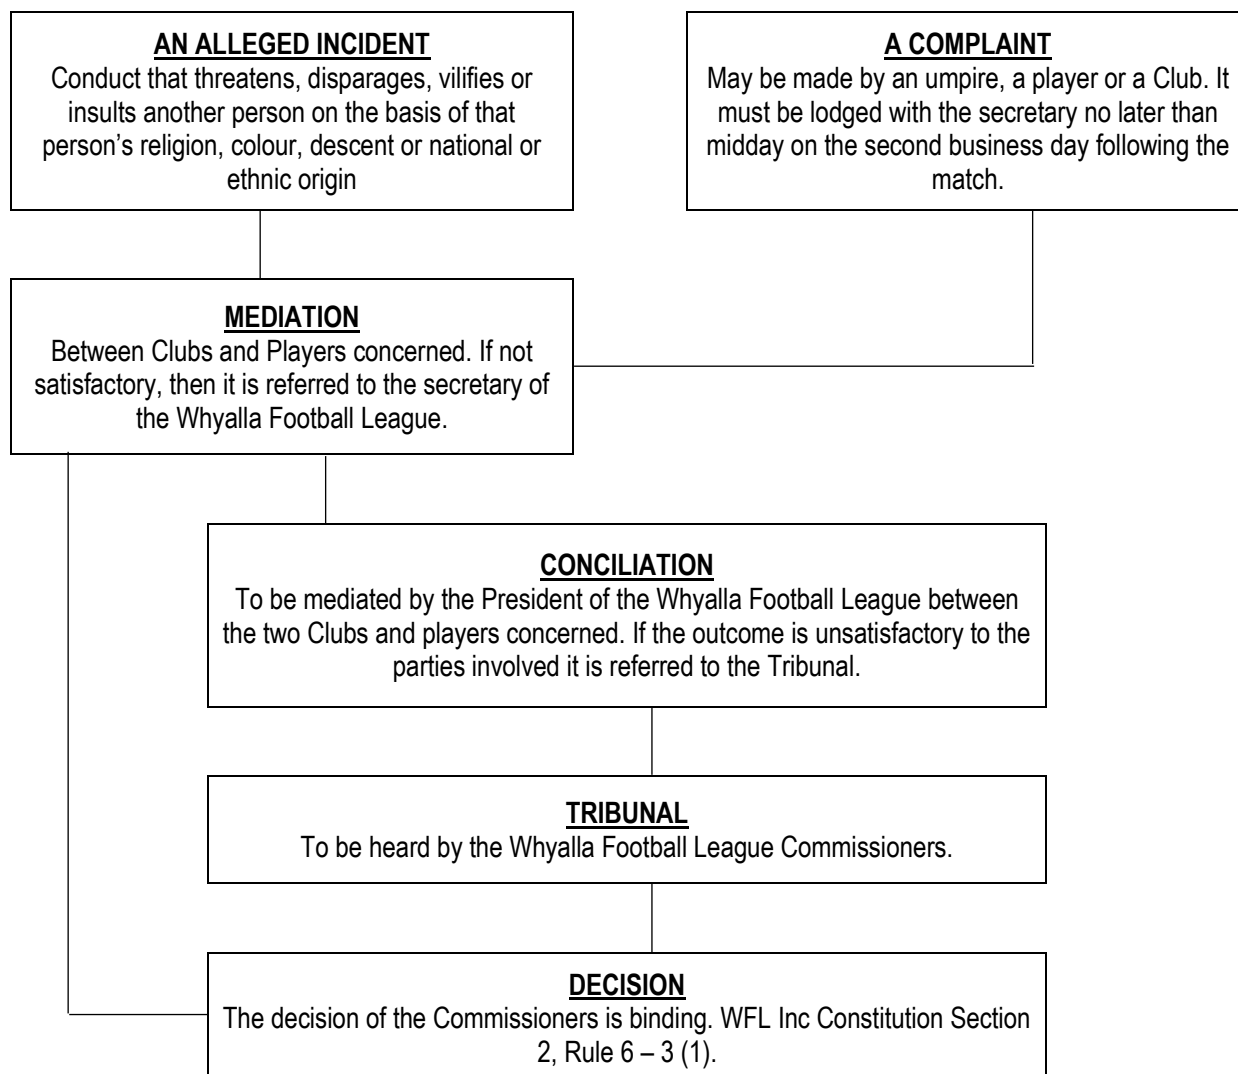 AN ALLEGED INCIDENT
Conduct that threatens, disparages, vilifies or
insults another person on the basis of that
person's religion, colour, descent or national or
ethnic origin
A COMPLAINT
May be made by an umpire, a player or a Club. It
must be lodged with the secretary no later than
midday on the second business day following the
match.
MEDIATION
Between Clubs and Players concerned. If not
satisfactory, then it is referred to the secretary of
the Whyalla Football League.
CONCILIATION
To be mediated by the President of the Whyalla Football League between
the two Clubs and players concerned. If the outcome is unsatisfactory to the
parties involved it is referred to the Tribunal.
TRIBUNAL
To be heard by the Whyalla Football League Commissioners.
DECISION
The decision of the Commissioners is binding. WFL Inc Constitution Section
2, Rule 6 – 3 (1).